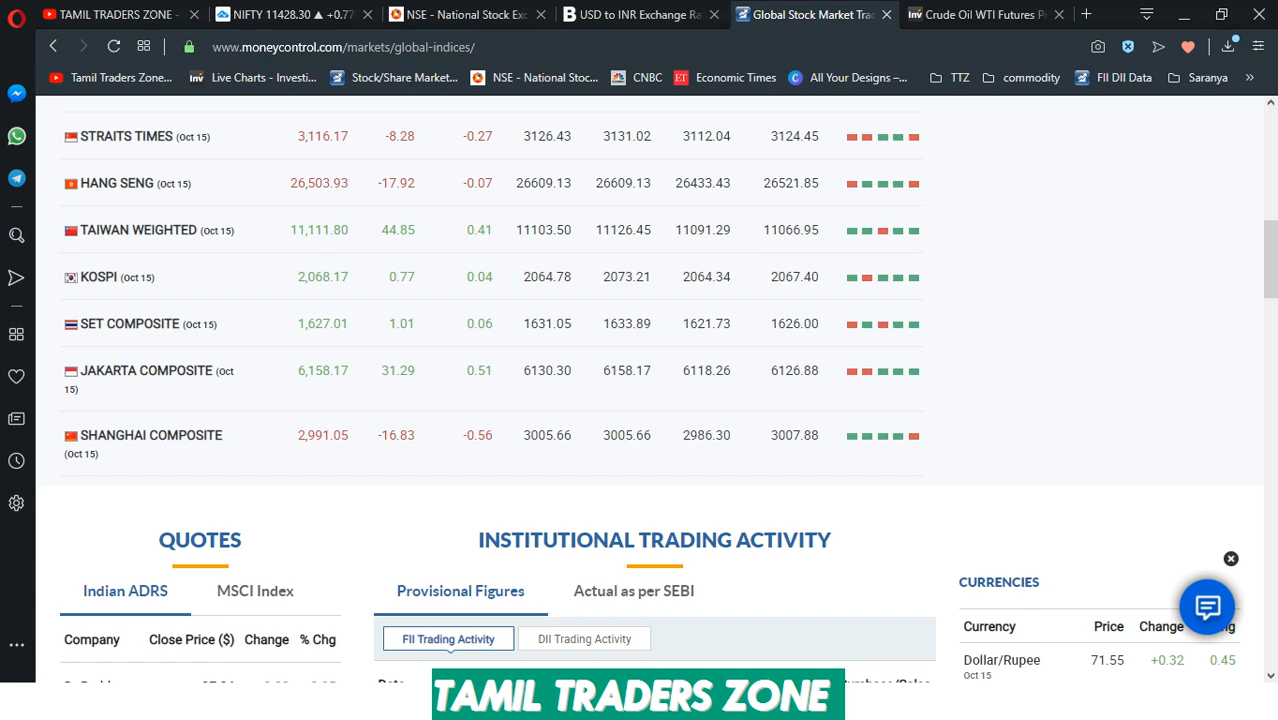 TAMIL TRADERS ZONE -
NIFTY 11428.30 ▲ +0.77
NSE - National Stock Exc
USD to INR Exchange Ra
Global Stock Market Trac
Crude Oil WTI Futures Pr
www.moneycontrol.com/markets/global-indices/
Tamil Traders Zone...
Live Charts - Investi...
Stock/Share Market...
NSE - National Stoc...
CNBC
Economic Times
All Your Designs –...
TTZ
commodity
FII DII Data
Saranya
»
STRAITS TIMES (Oct 15) 3,116.17 -8.28 -0.27 3126.43 3131.02 3112.04 3124.45
HANG SENG (Oct 15) 26,503.93 -17.92 -0.07 26609.13 26609.13 26433.43 26521.85
TAIWAN WEIGHTED (Oct 15) 11,111.80 44.85 0.41 11103.50 11126.45 11091.29 11066.95
KOSPI (Oct 15) 2,068.17 0.77 0.04 2064.78 2073.21 2064.34 2067.40
SET COMPOSITE (Oct 15) 1,627.01 1.01 0.06 1631.05 1633.89 1621.73 1626.00
JAKARTA COMPOSITE (Oct 6,158.17 31.29 0.51 6130.30 6158.17 6118.26 6126.88
15)
SHANGHAI COMPOSITE 2,991.05 -16.83 -0.56 3005.66 3005.66 2986.30 3007.88
(Oct 15)
QUOTES
Indian ADRS MSCI Index
Company Close Price ($) Change % Chg
INSTITUTIONAL TRADING ACTIVITY
Provisional Figures Actual as per SEBI
FII Trading Activity DII Trading Activity
CURRENCIES
Currency Price Change
Dollar/Rupee 71.55 +0.32 0.45
Oct 15
TAMIL TRADERS ZONE